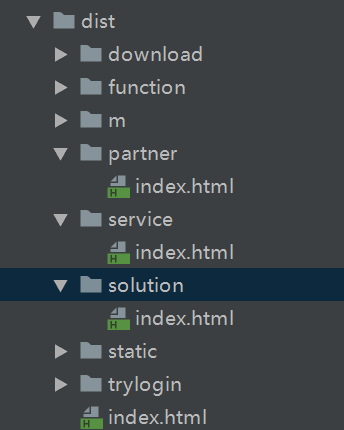 dist
download
function
m
partner
index.html
service
index.html
solution
index.html
static
trylogin
index.html